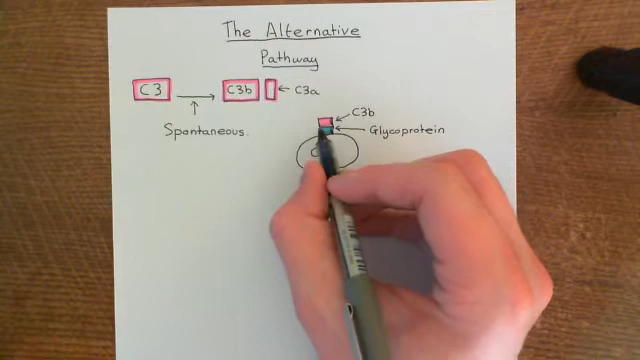 The Alternative
Pathway
C3
C3b
C3a
Spontaneous.
C3b
Glycoprotein